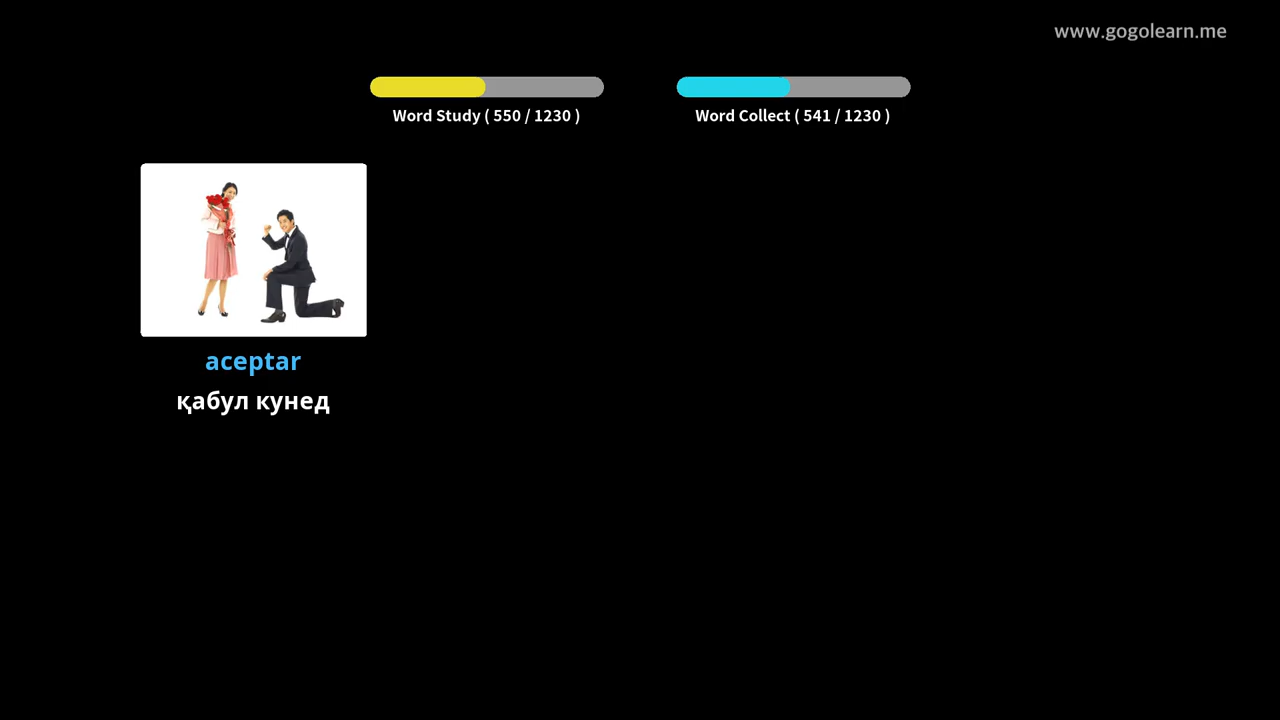 www.gogolearn.me
Word Study ( 550 / 1230 )
Word Collect ( 541 / 1230 )
aceptar
қабул кунед